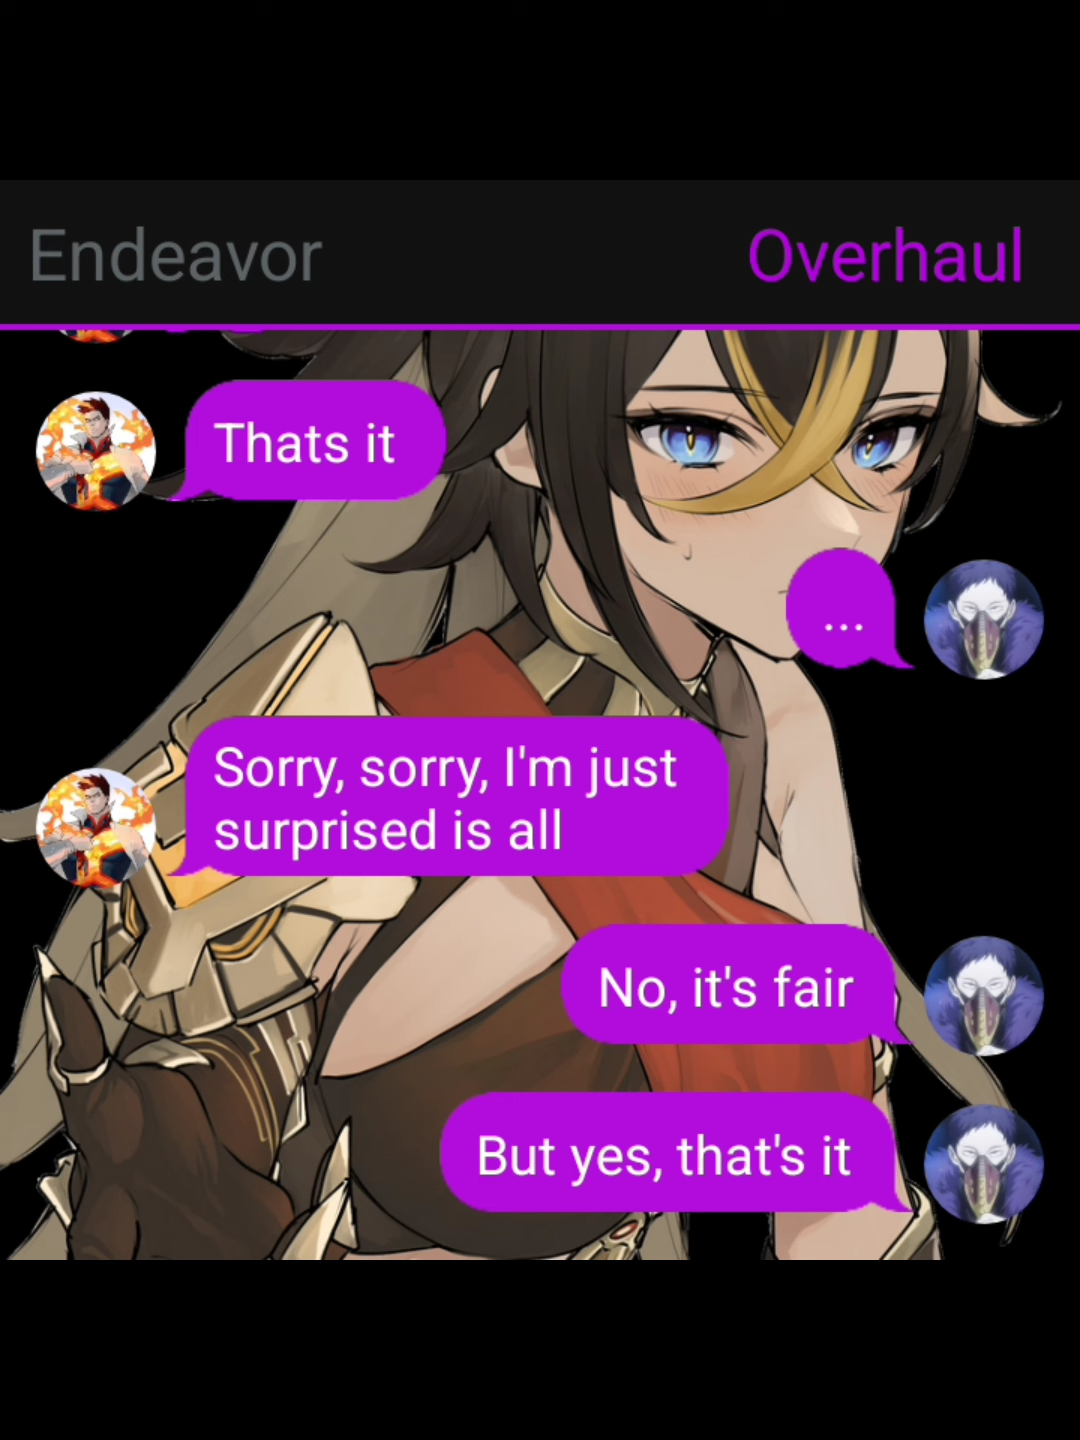 Endeavor
Overhaul
Thats it
...
Sorry, sorry, I'm just
surprised is all
No, it's fair
But yes, that's it